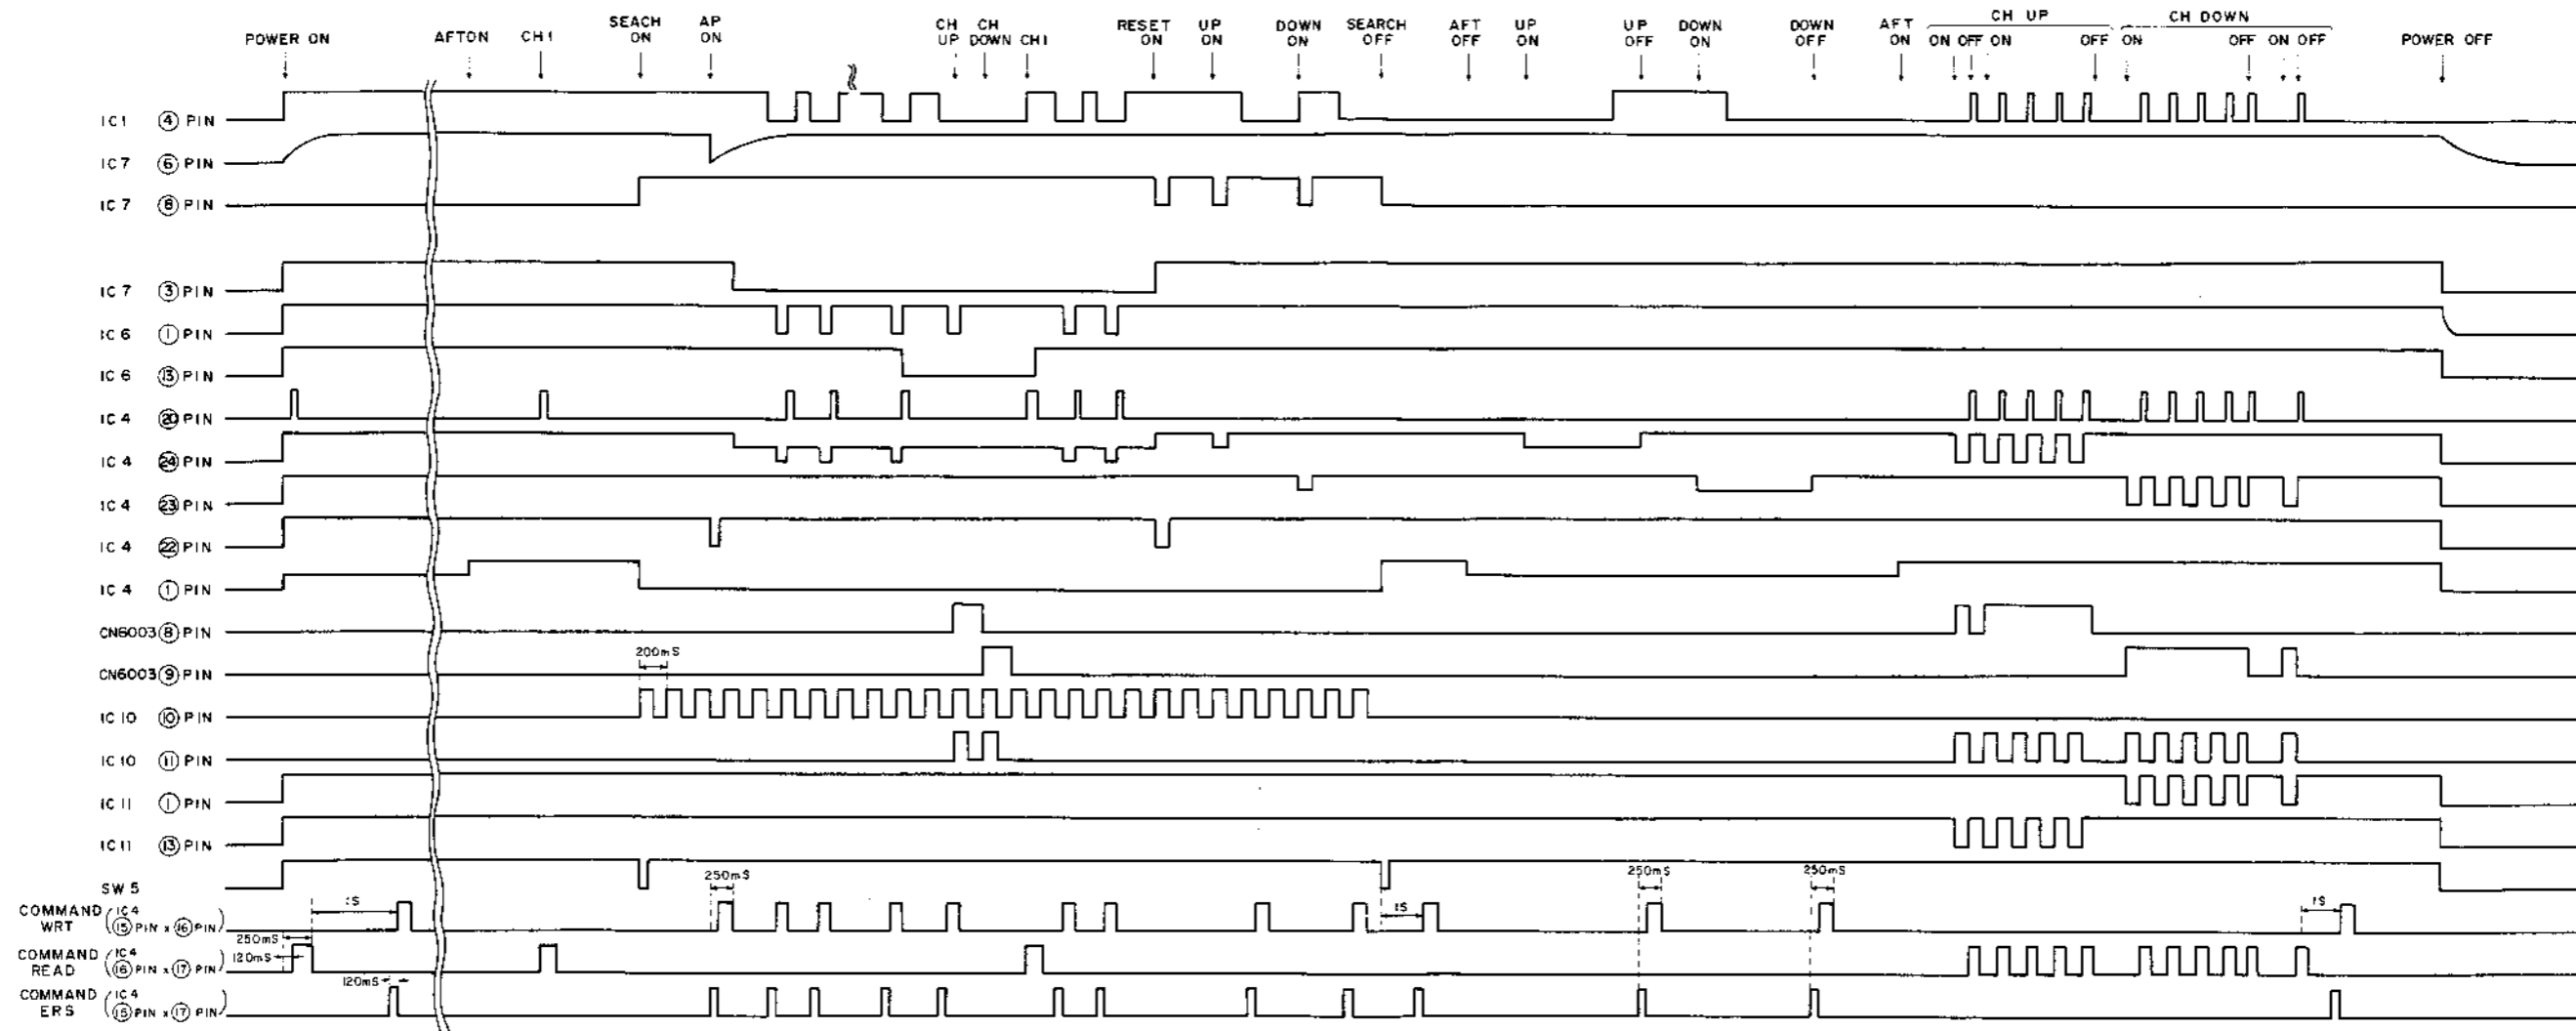 POWER ON
AFTON
CH1
SEACH ON
AP ON
CH UP
CH DOWN
CH1
RESET ON
UP ON
DOWN ON
SEARCH OFF
AFT OFF
UP ON
UP OFF
DOWN ON
DOWN OFF
AFT ON
CH UP
ON OFF ON OFF
CH DOWN
ON OFF ON OFF
POWER OFF
IC1 ④ PIN
IC7 ⑥ PIN
IC7 ⑧ PIN
IC7 ③ PIN
IC6 ① PIN
IC6 ⑬ PIN
IC4 ⑳ PIN
IC4 ㉔ PIN
IC4 ㉓ PIN
IC4 ㉒ PIN
IC4 ① PIN
CN6003 ⑧ PIN
200mS
CN6003 ⑨ PIN
IC10 ⑩ PIN
IC10 ⑪ PIN
IC11 ① PIN
IC11 ⑬ PIN
SW5
250mS
250mS
250mS
COMMAND WRT (IC4 ⑮ PIN x ⑯ PIN)
1S
1S
1S
250mS
COMMAND READ (IC4 ⑯ PIN x ⑰ PIN)
120mS
120mS
COMMAND ERS (IC4 ⑮ PIN x ⑰ PIN)